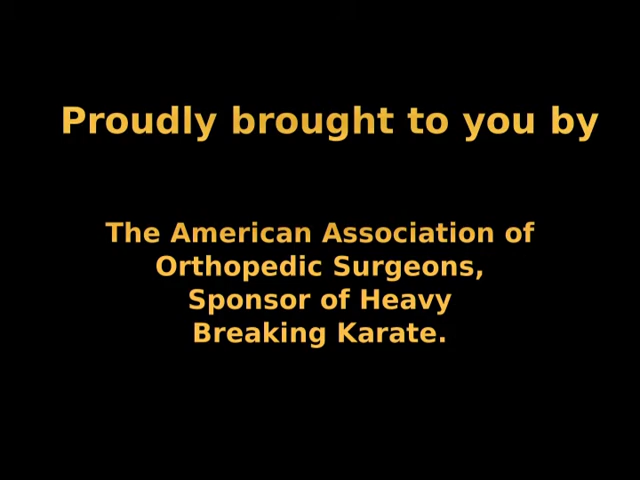 Proudly brought to you by
The American Association of
Orthopedic Surgeons,
Sponsor of Heavy
Breaking Karate.